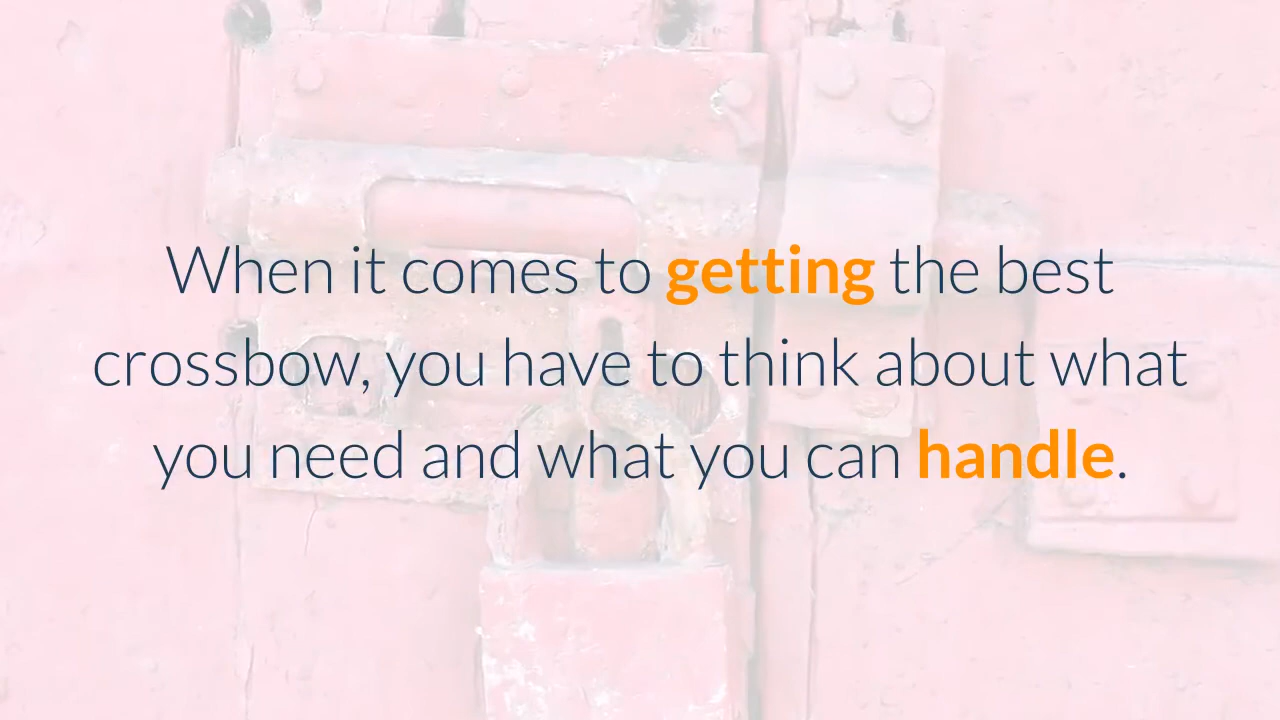 When it comes to getting the best
crossbow, you have to think about what
you need and what you can handle.